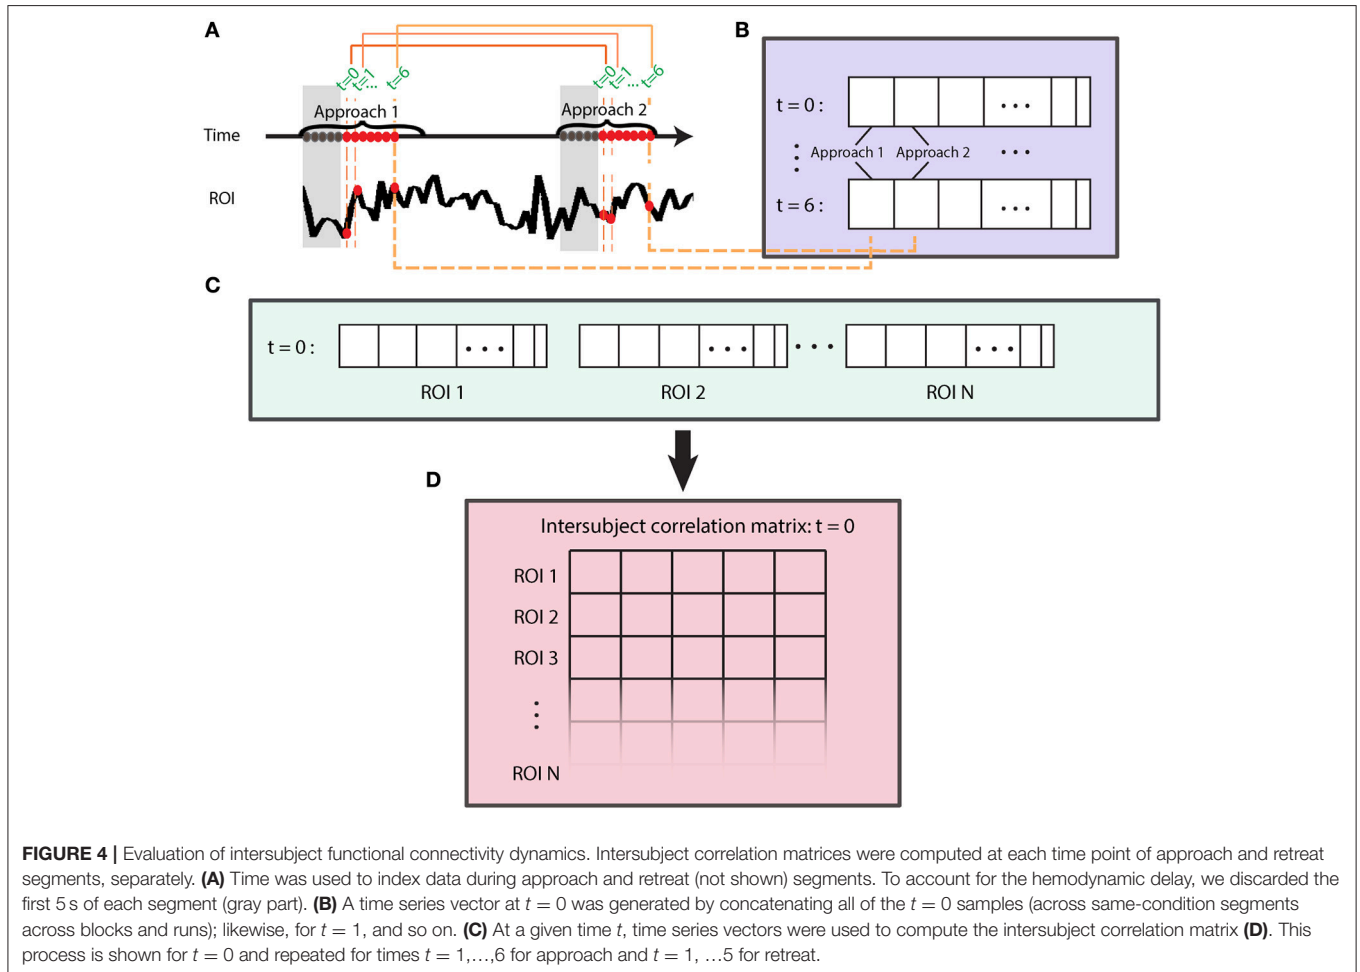 A
t=0
t=1
...
t=6
t=0
t=1
...
t=6
Approach 1
Approach 2
Time
ROI
B
t = 0 :
...
Approach 1
Approach 2
...
t = 6 :
...
C
t = 0 :
...
...
...
...
ROI 1
ROI 2
ROI N
D
Intersubject correlation matrix: t = 0
ROI 1
ROI 2
ROI 3
ROI N
FIGURE 4 | Evaluation of intersubject functional connectivity dynamics. Intersubject correlation matrices were computed at each time point of approach and retreat
segments, separately. (A) Time was used to index data during approach and retreat (not shown) segments. To account for the hemodynamic delay, we discarded the
first 5 s of each segment (gray part). (B) A time series vector at t = 0 was generated by concatenating all of the t = 0 samples (across same-condition segments
across blocks and runs); likewise, for t = 1, and so on. (C) At a given time t, time series vectors were used to compute the intersubject correlation matrix (D). This
process is shown for t = 0 and repeated for times t = 1,...,6 for approach and t = 1, ...5 for retreat.